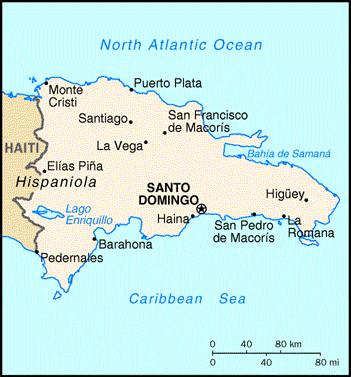 North Atlantic Ocean
Monte
Cristi
Puerto Plata
Santiago
San Francisco
de Macorís
La Vega
HAITI
Bahía de Samaná
Elías Piña
Hispaniola
SANTO
DOMINGO
Higüey
Lago
Enriquillo
Haina
San Pedro
de Macorís
La
Romana
Barahona
Pedernales
Caribbean Sea
0 40 80 km
0 40 80 mi